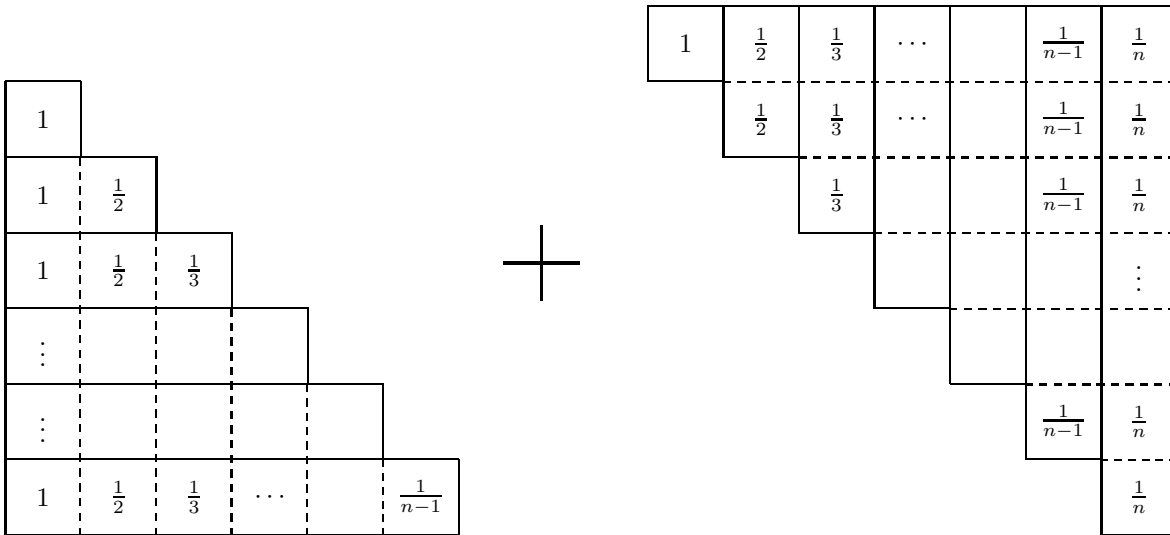 1 1/2 1/3 ⋯ 1/(n−1) 1/n
1 1/2 1/3 ⋯ 1/(n−1) 1/n
1 1/2 1/3 1/(n−1) 1/n
1 1/2 1/3 ⋮
⋮
+
⋮ 1/(n−1) 1/n
1 1/2 1/3 ⋯ 1/(n−1) 1/n